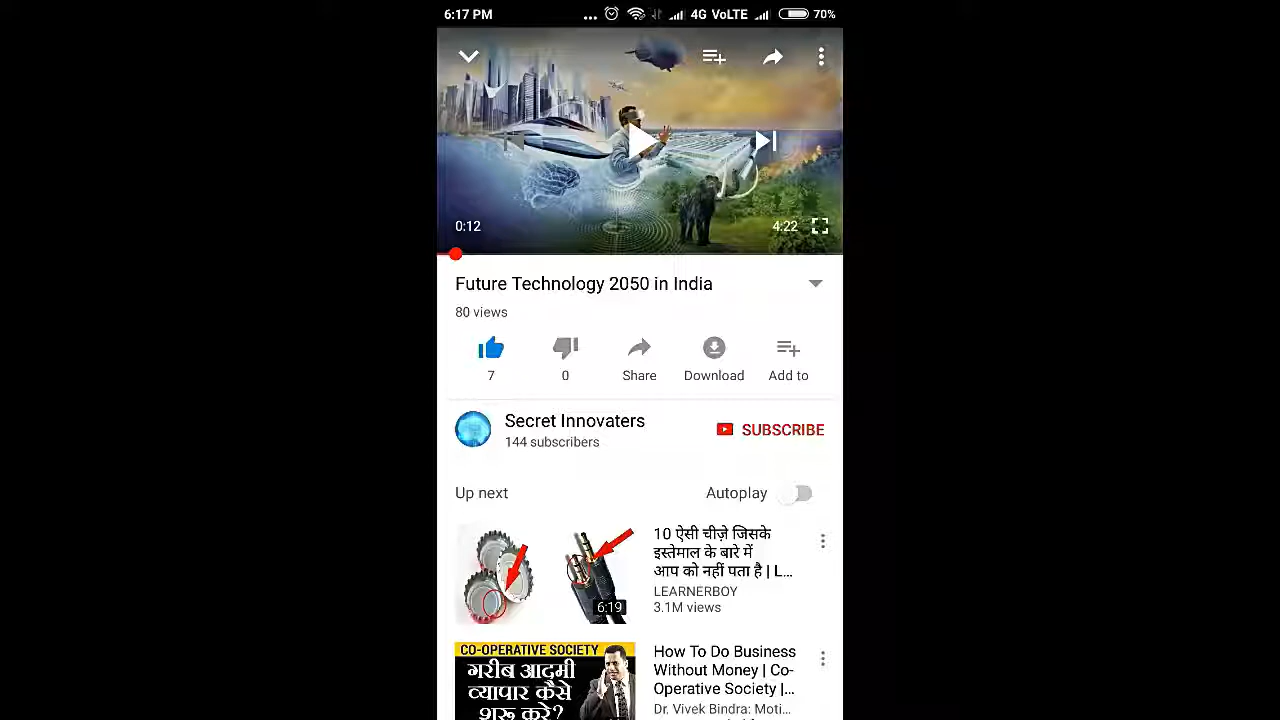 6:17 PM ... 4G VoLTE 70%
0:12 4:22
Future Technology 2050 in India
80 views
7 0 Share Download Add to
Secret Innovaters
144 subscribers
SUBSCRIBE
Up next Autoplay
6:19
10 ऐसी चीज़े जिसके
इस्तेमाल के बारे में
आप को नहीं पता है | L...
LEARNERBOY
3.1M views
CO-OPERATIVE SOCIETY
गरीब आदमी
व्यापार कैसे
शुरू करे?
How To Do Business
Without Money | Co-
Operative Society |...
Dr. Vivek Bindra: Moti...